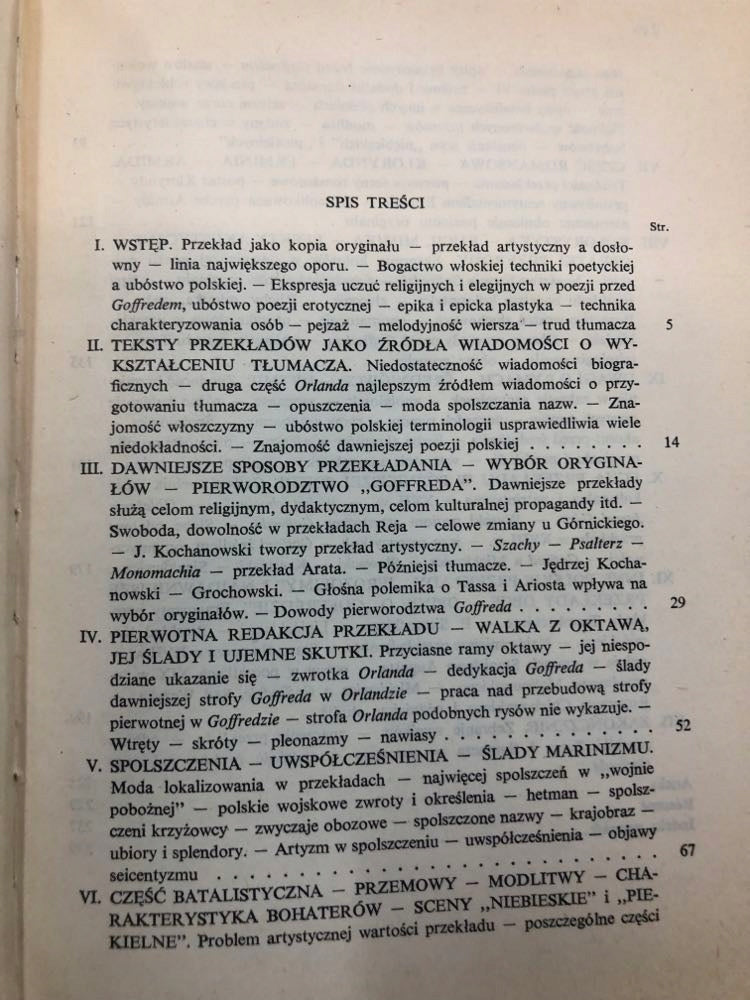 SPIS TREŚCI
Str.
I. WSTĘP. Przekład jako kopia oryginału — przekład artystyczny a dosło-
wny — linia największego oporu. — Bogactwo włoskiej techniki poetyckiej
a ubóstwo polskiej. — Ekspresja uczuć religijnych i elegijnych w poezji przed
Goffredem, ubóstwo poezji erotycznej — epika i epicka plastyka — technika
charakteryzowania osób — pejzaż — melodyjność wiersza — trud tłumacza 5
II. TEKSTY PRZEKŁADÓW JAKO ŹRÓDŁA WIADOMOŚCI O WY-
KSZTAŁCENIU TŁUMACZA. Niedostateczność wiadomości biogra-
ficznych — druga część Orlanda najlepszym źródłem wiadomości o przy-
gotowaniu tłumacza — opuszczenia — moda spolszczania nazw. — Zna-
jomość włoszczyzny — ubóstwo polskiej terminologii usprawiedliwia wiele
niedokładności. — Znajomość dawniejszej poezji polskiej . . . . . . . . 14
III. DAWNIEJSZE SPOSOBY PRZEKŁADANIA — WYBÓR ORYGINA-
ŁÓW — PIERWORODZTWO „GOFFREDA”. Dawniejsze przekłady
służą celom religijnym, dydaktycznym, celom kulturalnej propagandy itd. —
Swoboda, dowolność w przekładach Reja — celowe zmiany u Górnickiego.
— J. Kochanowski tworzy przekład artystyczny. — Szachy — Psałterz —
Monomachia — przekład Arata. — Późniejsi tłumacze. — Jędrzej Kocha-
nowski — Grochowski. — Głośna polemika o Tassa i Ariosta wpływa na
wybór oryginałów. — Dowody pierworodztwa Goffreda . . . . . . . . . 29
IV. PIERWOTNA REDAKCJA PRZEKŁADU — WALKA Z OKTAWĄ,
JEJ ŚLADY I UJEMNE SKUTKI. Przyciasne ramy oktawy — jej niespo-
dziane ukazanie się — zwrotka Orlanda — dedykacja Goffreda — ślady
dawniejszej strofy Goffreda w Orlandzie — praca nad przebudową strofy
pierwotnej w Goffredzie — strofa Orlanda podobnych rysów nie wykazuje. —
Wtręty — skróty — pleonazmy — nawiasy . . . . . . . . . . . . . 52
V. SPOLSZCZENIA — UWSPÓŁCZEŚNIENIA — ŚLADY MARINIZMU.
Moda lokalizowania w przekładach — najwięcej spolszczeń w „wojnie
pobożnej” — polskie wojskowe zwroty i określenia — hetman — spolsz-
czeni krzyżowcy — zwyczaje obozowe — spolszczone nazwy — krajobraz —
ubiory i splendory. — Artyzm w spolszczeniu — uwspółcześnienia — objawy
seicentyzmu . . . . . . . . . . . . . . . . . . . . . . . . . . . 67
VI. CZĘŚĆ BATALISTYCZNA — PRZEMOWY — MODLITWY — CHA-
RAKTERYSTYKA BOHATERÓW — SCENY „NIEBIESKIE” i „PIE-
KIELNE”. Problem artystycznej wartości przekładu — poszczególne części